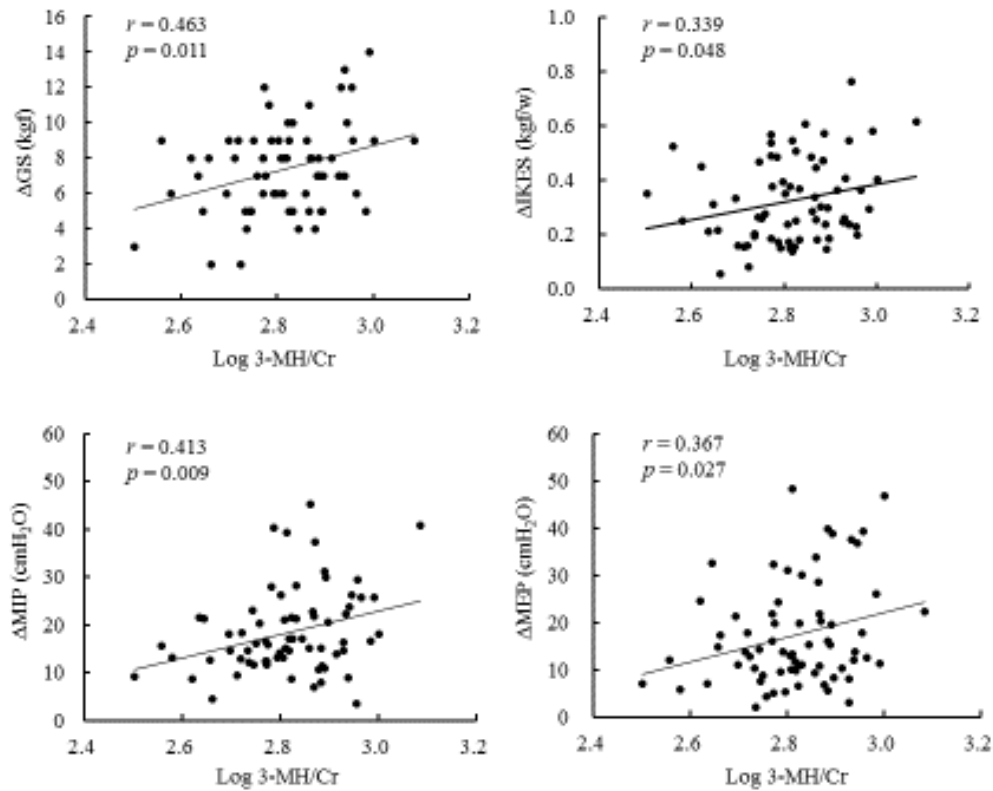 r = 0.463
p = 0.011
ΔGS (kgf)
16
14
12
10
8
6
4
2
0
2.4 2.6 2.8 3.0 3.2
Log 3-MH/Cr
r = 0.339
p = 0.048
ΔIKES (kgf/w)
1.0
0.8
0.6
0.4
0.2
0.0
2.4 2.6 2.8 3.0 3.2
Log 3-MH/Cr
r = 0.413
p = 0.009
ΔMIP (cmH₂O)
60
50
40
30
20
10
0
2.4 2.6 2.8 3.0 3.2
Log 3-MH/Cr
r = 0.367
p = 0.027
ΔMEP (cmH₂O)
60
50
40
30
20
10
0
2.4 2.6 2.8 3.0 3.2
Log 3-MH/Cr